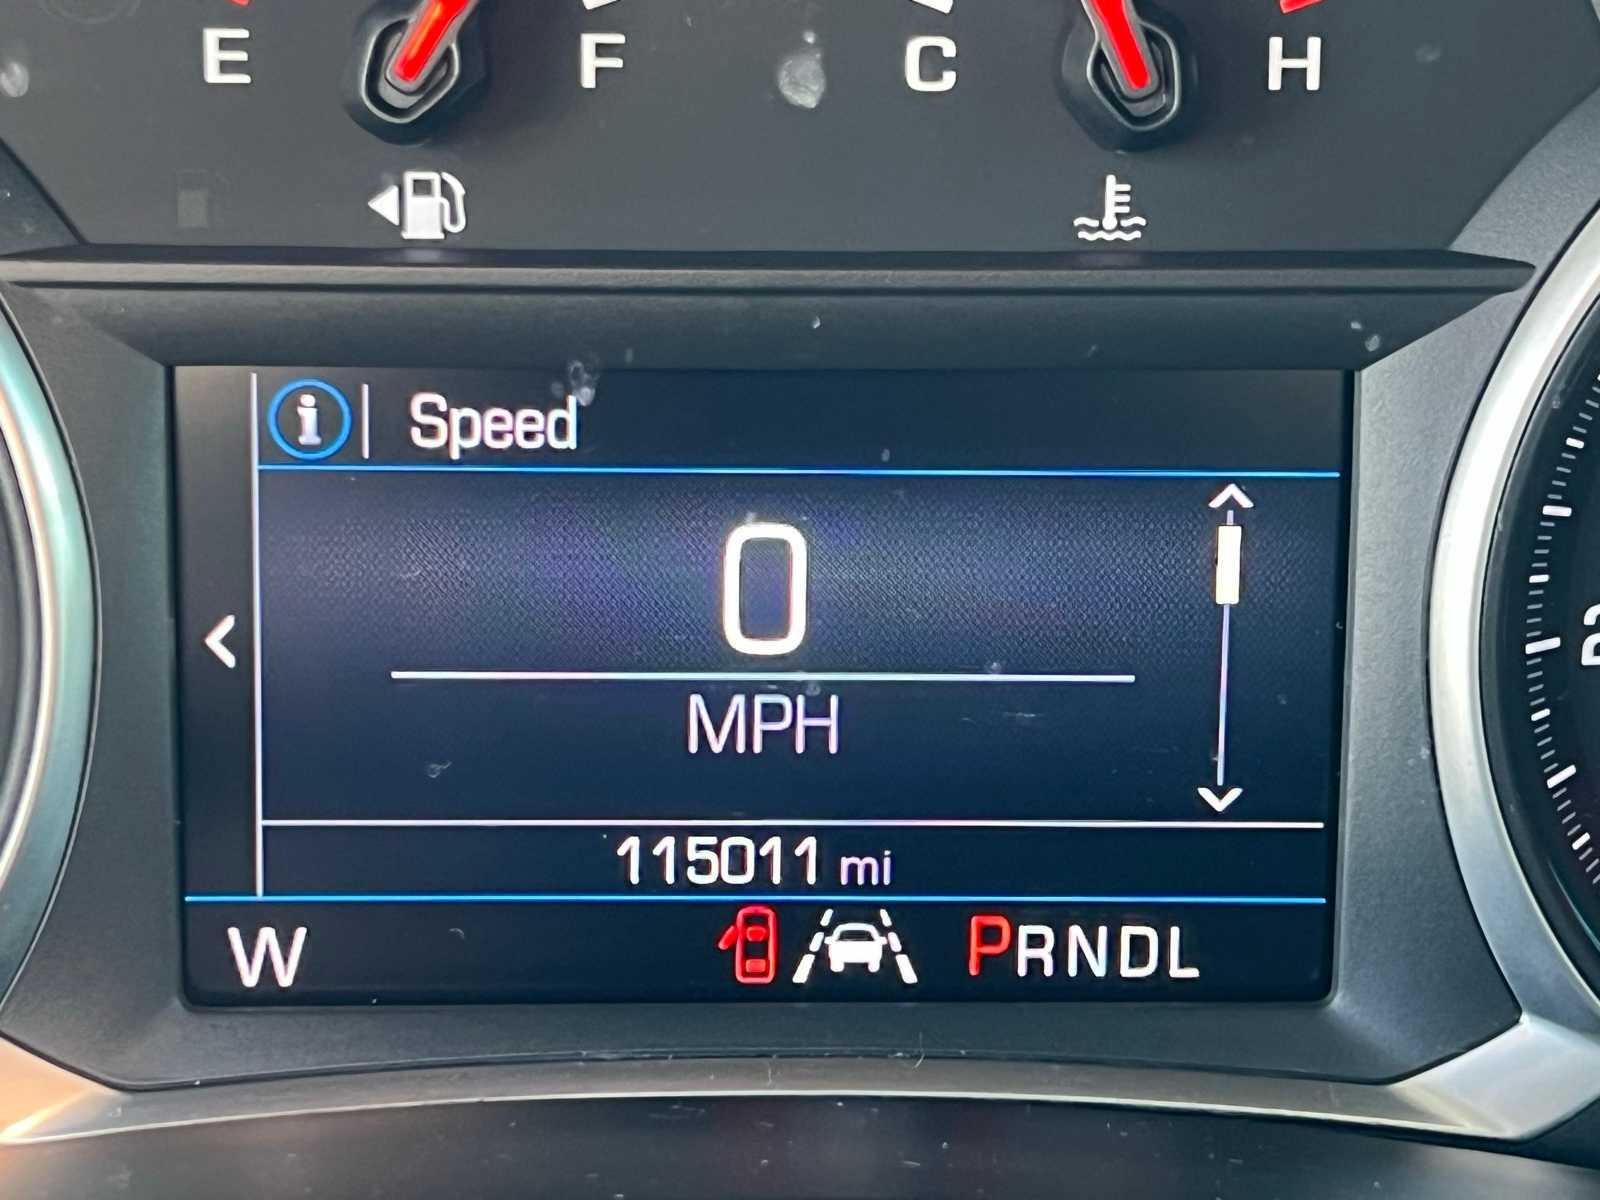 E F C H
Speed
0
MPH
115011 mi
W PRNDL